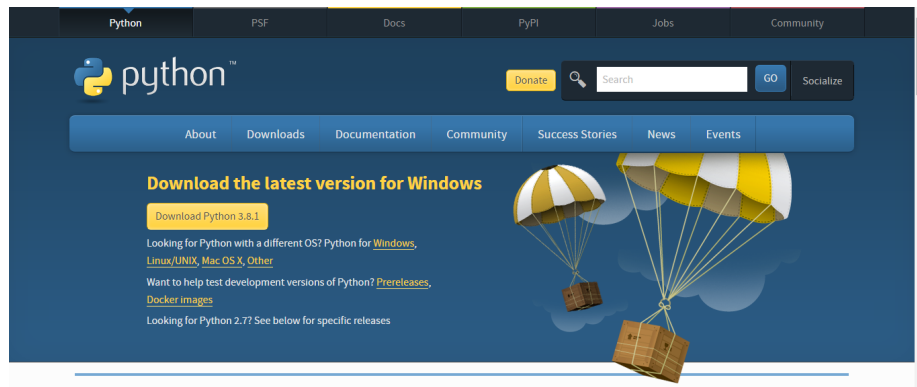 Python PSF Docs PyPI Jobs Community
python™
Donate Search GO Socialize
About Downloads Documentation Community Success Stories News Events
Download the latest version for Windows
Download Python 3.8.1
Looking for Python with a different OS? Python for Windows,
Linux/UNIX, Mac OS X, Other
Want to help test development versions of Python? Prereleases,
Docker images
Looking for Python 2.7? See below for specific releases